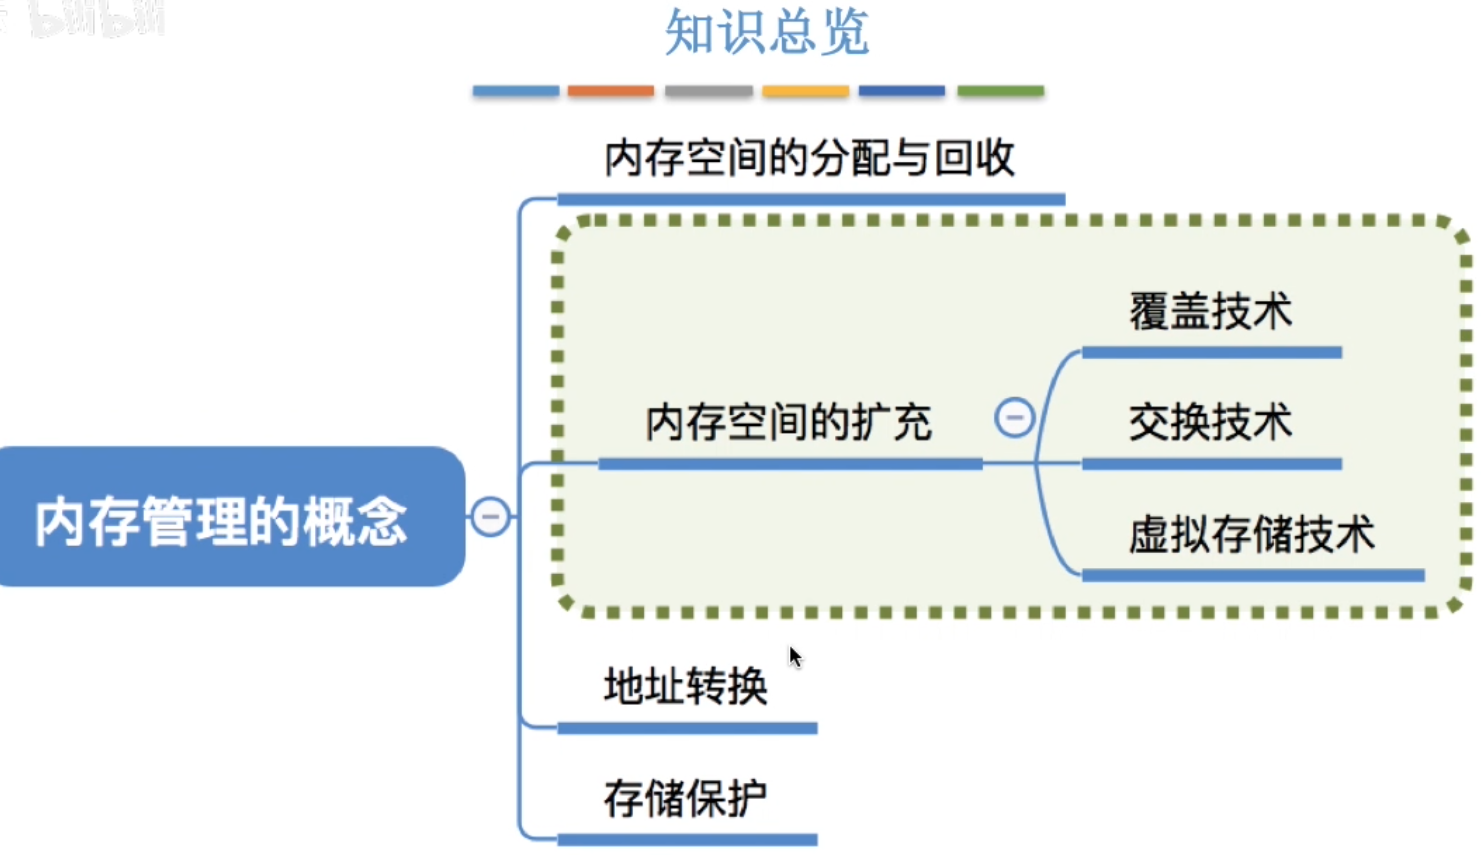 bilibili
知识总览
内存空间的分配与回收
覆盖技术
内存空间的扩充
交换技术
内存管理的概念
虚拟存储技术
地址转换
存储保护